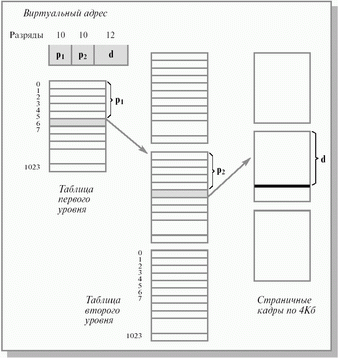 Виртуальный адрес
Разряды 10 10 12
p1 p2 d
0
1
2
3
4
5
6
7
1023
p1
Таблица
первого
уровня
p2
0
1
2
3
4
5
6
7
1023
Таблица
второго
уровня
d
Страничные
кадры по 4Кб